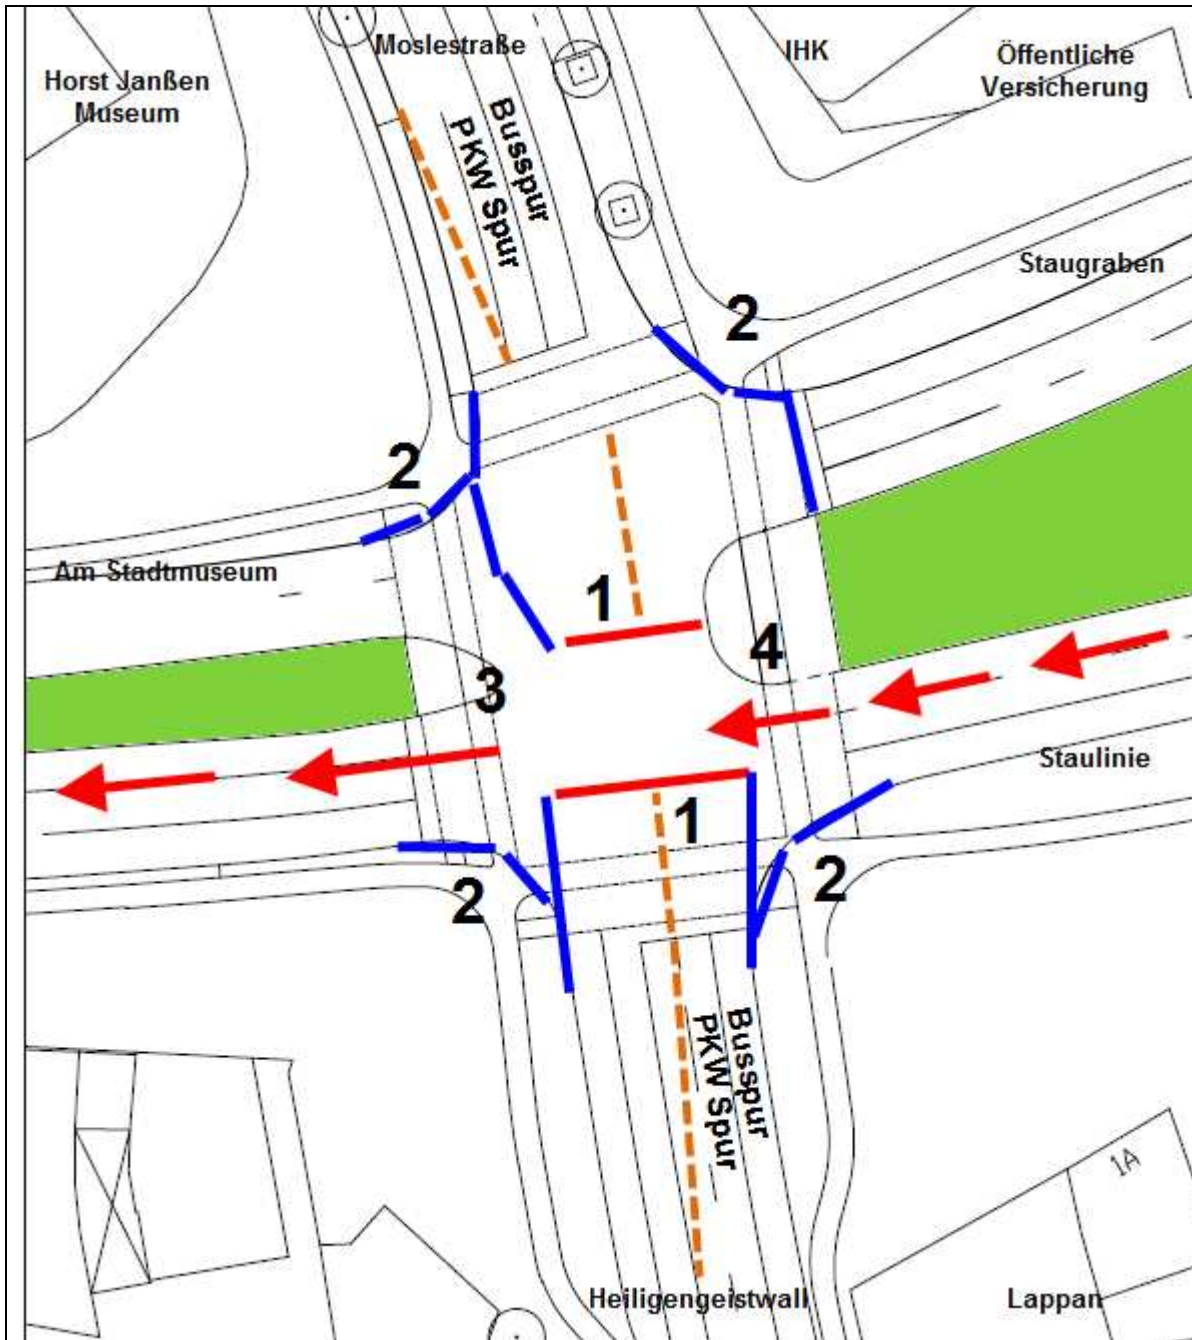 Moslestraße
IHK
Öffentliche
Versicherung
Horst Janßen
Museum
Busspur
PKW Spur
Staugraben
2
2
Am Stadtmuseum
1
4
3
Staulinie
1
2
2
Busspur
PKW Spur
1A
Heiligengeistwall
Lappan